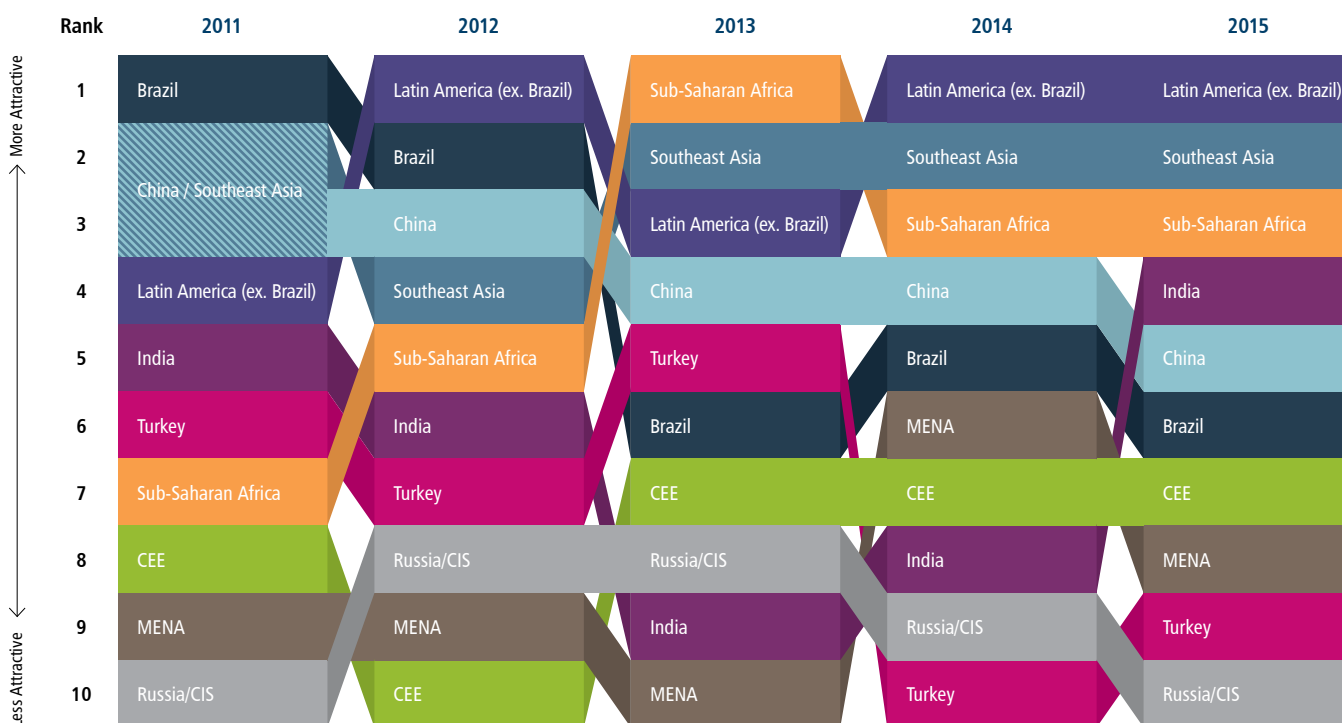 Rank 2011 2012 2013 2014 2015
More Attractive
Less Attractive
1 Brazil Latin America (ex. Brazil) Sub-Saharan Africa Latin America (ex. Brazil) Latin America (ex. Brazil)
2 China / Southeast Asia Brazil Southeast Asia Southeast Asia Southeast Asia
3 China Latin America (ex. Brazil) Sub-Saharan Africa Sub-Saharan Africa
4 Latin America (ex. Brazil) Southeast Asia China China India
5 India Sub-Saharan Africa Turkey Brazil China
6 Turkey India Brazil MENA Brazil
7 Sub-Saharan Africa Turkey CEE CEE CEE
8 CEE Russia/CIS Russia/CIS India MENA
9 MENA MENA India Russia/CIS Turkey
10 Russia/CIS CEE MENA Turkey Russia/CIS